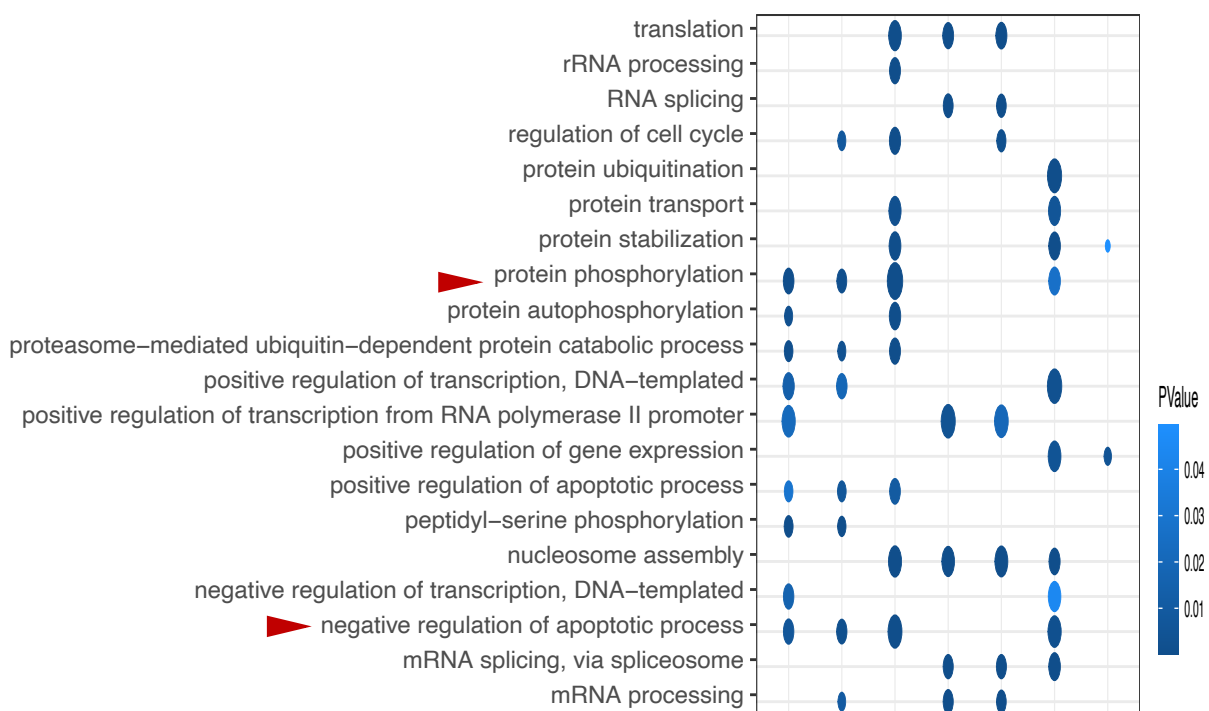 translation
rRNA processing
RNA splicing
regulation of cell cycle
protein ubiquitination
protein transport
protein stabilization
protein phosphorylation
protein autophosphorylation
proteasome−mediated ubiquitin−dependent protein catabolic process
positive regulation of transcription, DNA−templated
positive regulation of transcription from RNA polymerase II promoter
positive regulation of gene expression
positive regulation of apoptotic process
peptidyl−serine phosphorylation
nucleosome assembly
negative regulation of transcription, DNA−templated
negative regulation of apoptotic process
mRNA splicing, via spliceosome
mRNA processing
PValue
0.04
0.03
0.02
0.01